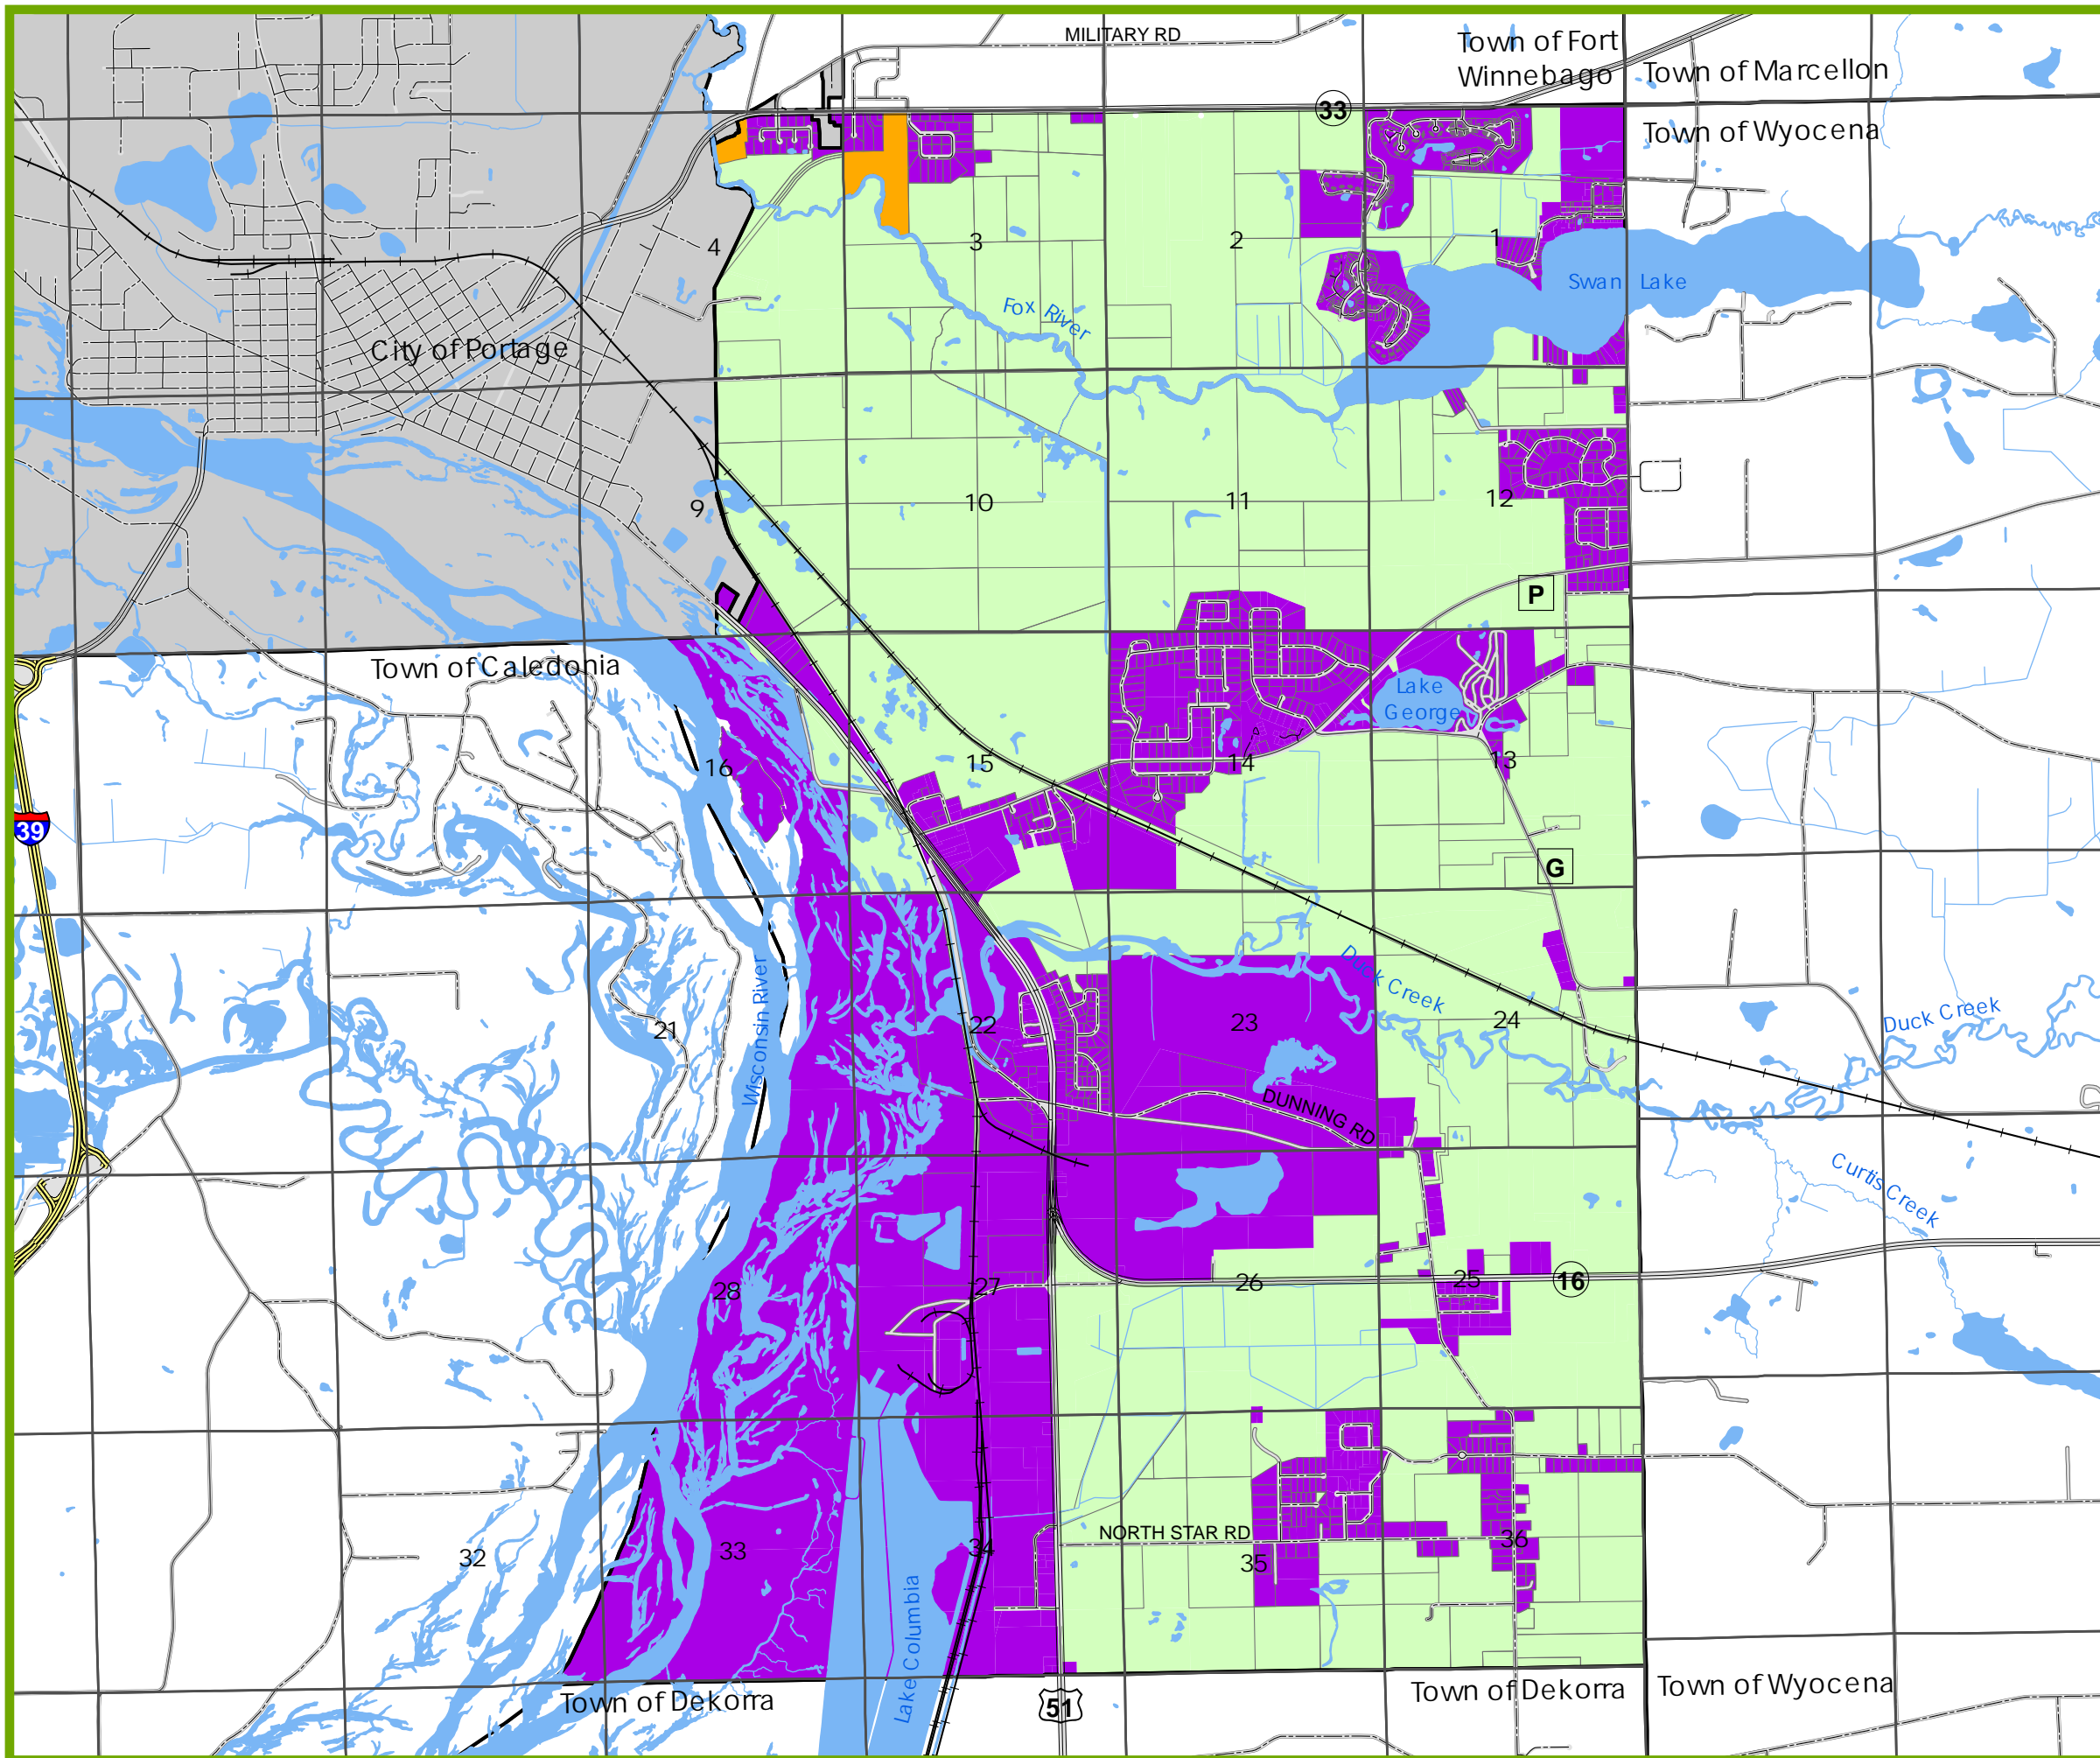 MILITARY RD
Town of Fort
Winnebago
Town of Marcellon
33
Town of Wyocena
4
3
2
1
Swan Lake
Fox River
City of Portage
9
10
11
12
P
Town of Caledonia
Lake
George
16
15
14
13
39
G
Duck Creek
Wisconsin River
21
22
23
24
Duck Creek
DUNNING RD
Curtis Creek
28
27
26
25
16
NORTH STAR RD
32
33
34
35
36
Lake Columbia
Town of Dekorra
51
Town of Dekorra
Town of Wyocena